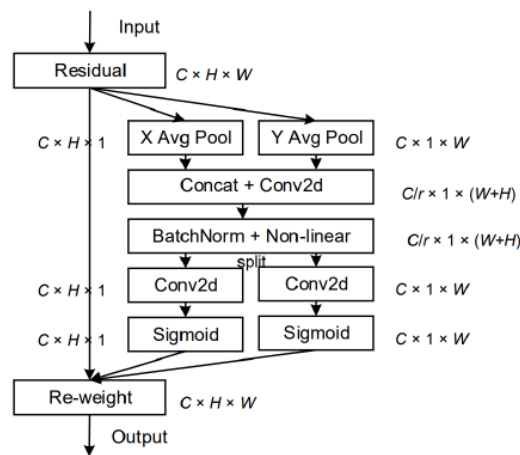 Input
Residual
C × H × W
C × H × 1
X Avg Pool
Y Avg Pool
C × 1 × W
Concat + Conv2d
C/r × 1 × (W+H)
BatchNorm + Non-linear
C/r × 1 × (W+H)
split
C × H × 1
Conv2d
Conv2d
C × 1 × W
C × H × 1
Sigmoid
Sigmoid
C × 1 × W
Re-weight
C × H × W
Output